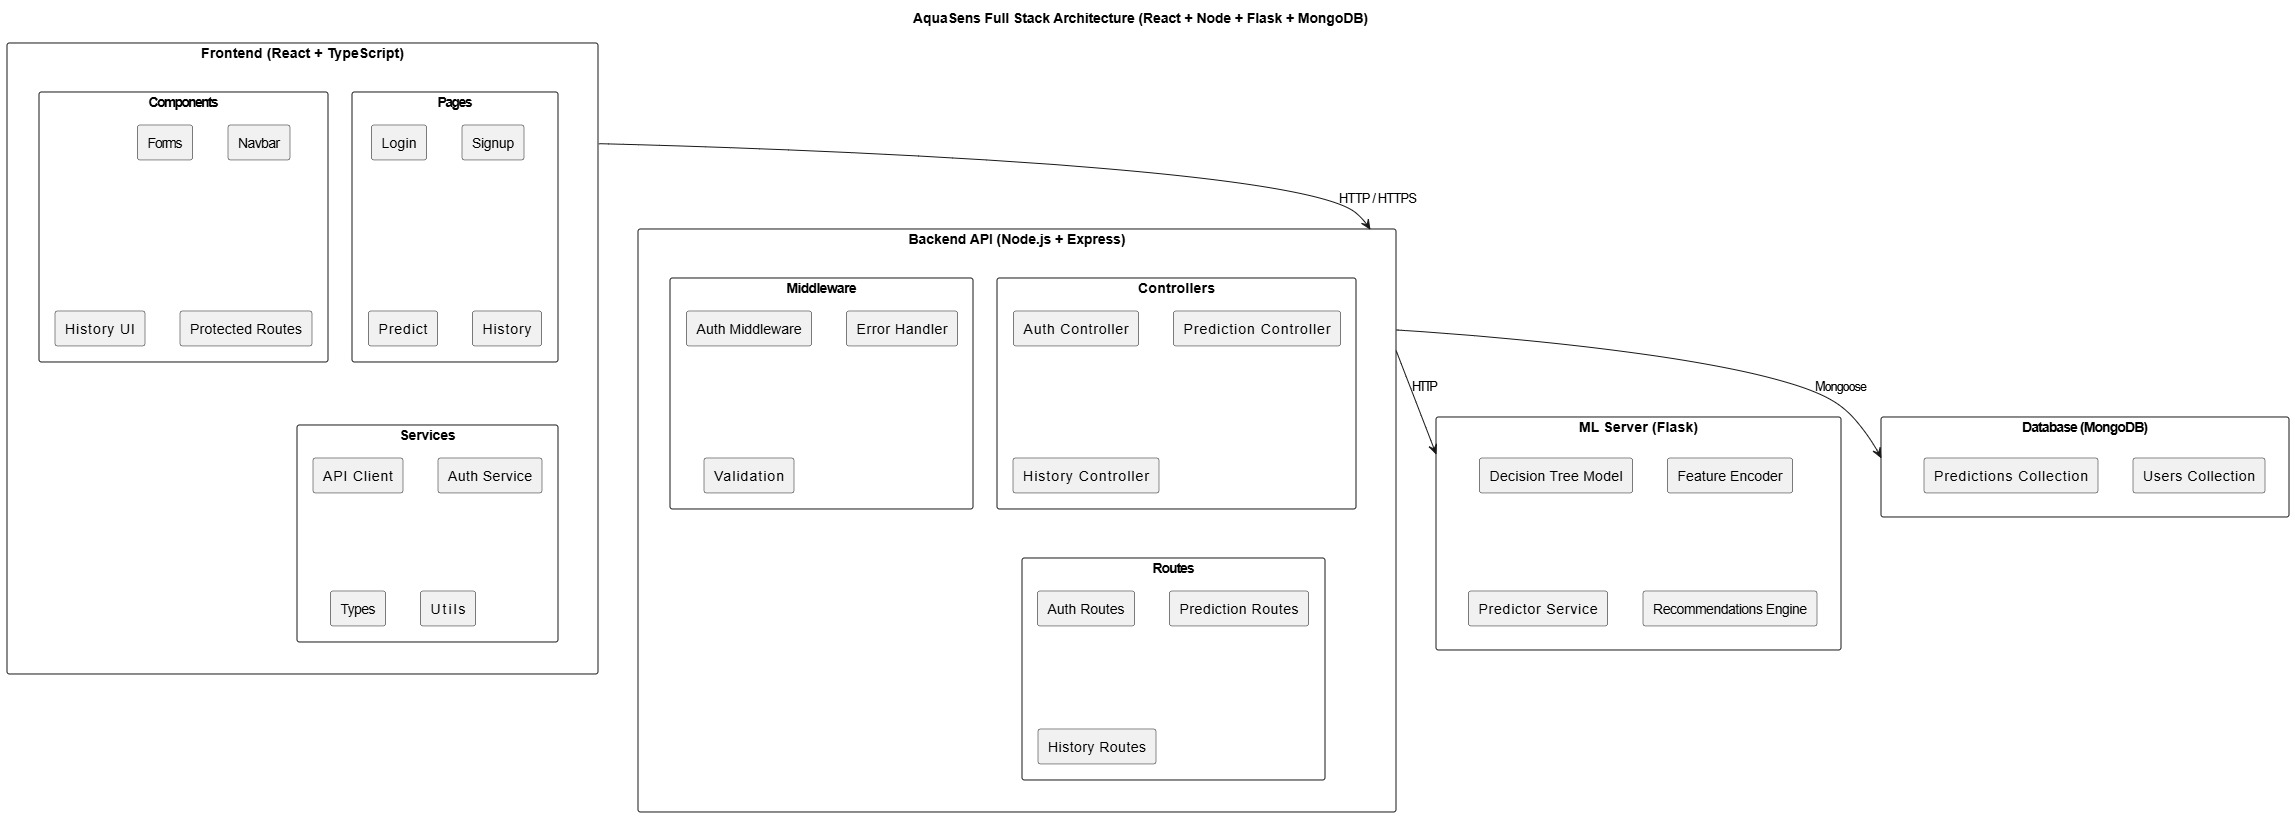 AquaSens Full Stack Architecture (React + Node + Flask + MongoDB)
Frontend (React + TypeScript)
Components
Forms
Navbar
History UI
Protected Routes
Pages
Login
Signup
Predict
History
Services
API Client
Auth Service
Types
Utils
HTTP / HTTPS
Backend API (Node.js + Express)
Middleware
Auth Middleware
Error Handler
Validation
Controllers
Auth Controller
Prediction Controller
History Controller
Routes
Auth Routes
Prediction Routes
History Routes
HTTP
Mongoose
ML Server (Flask)
Decision Tree Model
Feature Encoder
Predictor Service
Recommendations Engine
Database (MongoDB)
Predictions Collection
Users Collection